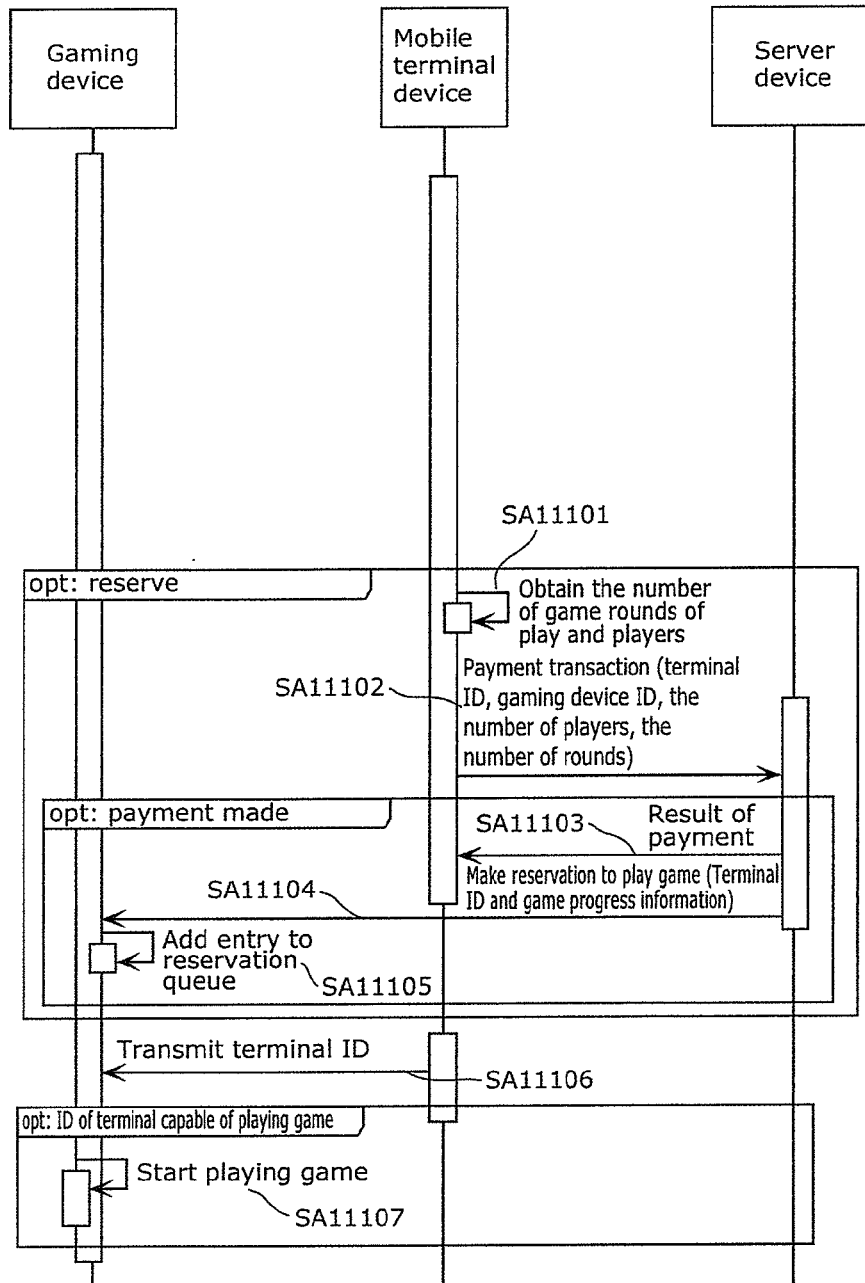 Gaming
device
Mobile
terminal
device
Server
device
SA11101
opt: reserve
Obtain the number
of game rounds of
play and players
SA11102
Payment transaction (terminal
ID, gaming device ID, the
number of players, the
number of rounds)
opt: payment made
SA11103
Result of
payment
SA11104
Make reservation to play game (Terminal
ID and game progress information)
Add entry to
reservation
queue
SA11105
Transmit terminal ID
SA11106
opt: ID of terminal capable of playing game
Start playing game
SA11107